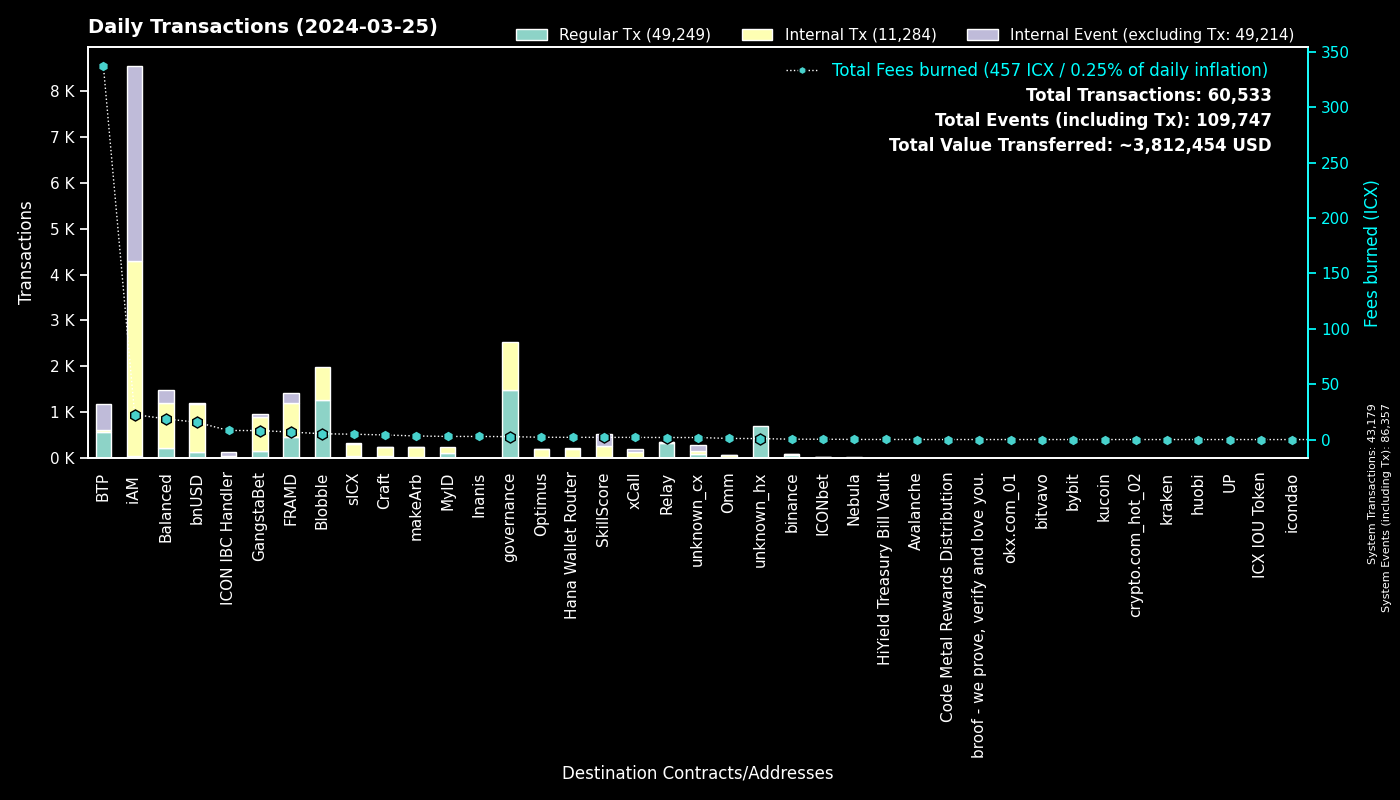 Daily Transactions (2024-03-25)
Regular Tx (49,249)
Internal Tx (11,284)
Internal Event (excluding Tx: 49,214)
Total Fees burned (457 ICX / 0.25% of daily inflation)
Total Transactions: 60,533
Total Events (including Tx): 109,747
Total Value Transferred: ~3,812,454 USD
Transactions
8 K
7 K
6 K
5 K
4 K
3 K
2 K
1 K
0 K
350
300
250
200
150
100
50
0
Fees burned (ICX)
BTP
iAM
Balanced
bnUSD
ICON IBC Handler
GangstaBet
FRAMD
Blobble
sICX
Craft
makeArb
MyID
Inanis
governance
Optimus
Hana Wallet Router
SkillScore
xCall
Relay
unknown_cx
Omm
unknown_hx
binance
ICONbet
Nebula
HiYield Treasury Bill Vault
Avalanche
Code Metal Rewards Distribution
broof - we prove, verify and love you.
okx.com_01
bitvavo
bybit
kucoin
crypto.com_hot_02
kraken
huobi
UP
ICX IOU Token
icondao
Destination Contracts/Addresses
System Transactions: 43,179
System Events (including Tx): 86,357